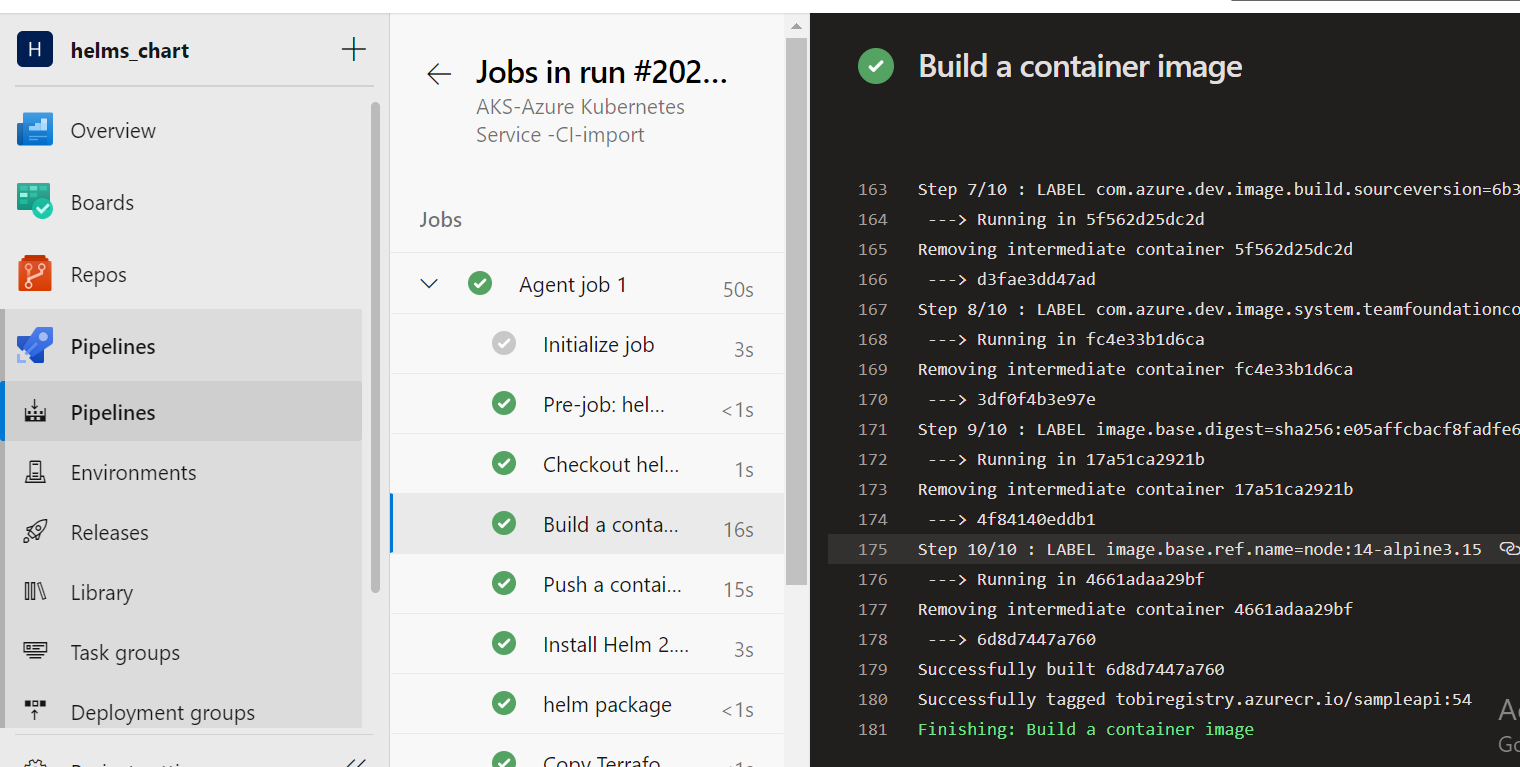 H helms_chart
Overview
Boards
Repos
Pipelines
Pipelines
Environments
Releases
Library
Task groups
Deployment groups
Jobs in run #202...
AKS-Azure Kubernetes
Service -CI-import
Jobs
Agent job 1 50s
Initialize job 3s
Pre-job: hel... <1s
Checkout hel... 1s
Build a conta... 16s
Push a contai... 15s
Install Helm 2.... 3s
helm package <1s
Copy Terrafo
Build a container image
163 Step 7/10 : LABEL com.azure.dev.image.build.sourceversion=6b3
164 ---> Running in 5f562d25dc2d
165 Removing intermediate container 5f562d25dc2d
166 ---> d3fae3dd47ad
167 Step 8/10 : LABEL com.azure.dev.image.system.teamfoundationco
168 ---> Running in fc4e33b1d6ca
169 Removing intermediate container fc4e33b1d6ca
170 ---> 3df0f4b3e97e
171 Step 9/10 : LABEL image.base.digest=sha256:e05affcbacf8fadfe6
172 ---> Running in 17a51ca2921b
173 Removing intermediate container 17a51ca2921b
174 ---> 4f84140eddb1
175 Step 10/10 : LABEL image.base.ref.name=node:14-alpine3.15
176 ---> Running in 4661adaa29bf
177 Removing intermediate container 4661adaa29bf
178 ---> 6d8d7447a760
179 Successfully built 6d8d7447a760
180 Successfully tagged tobiregistry.azurecr.io/sampleapi:54
181 Finishing: Build a container image